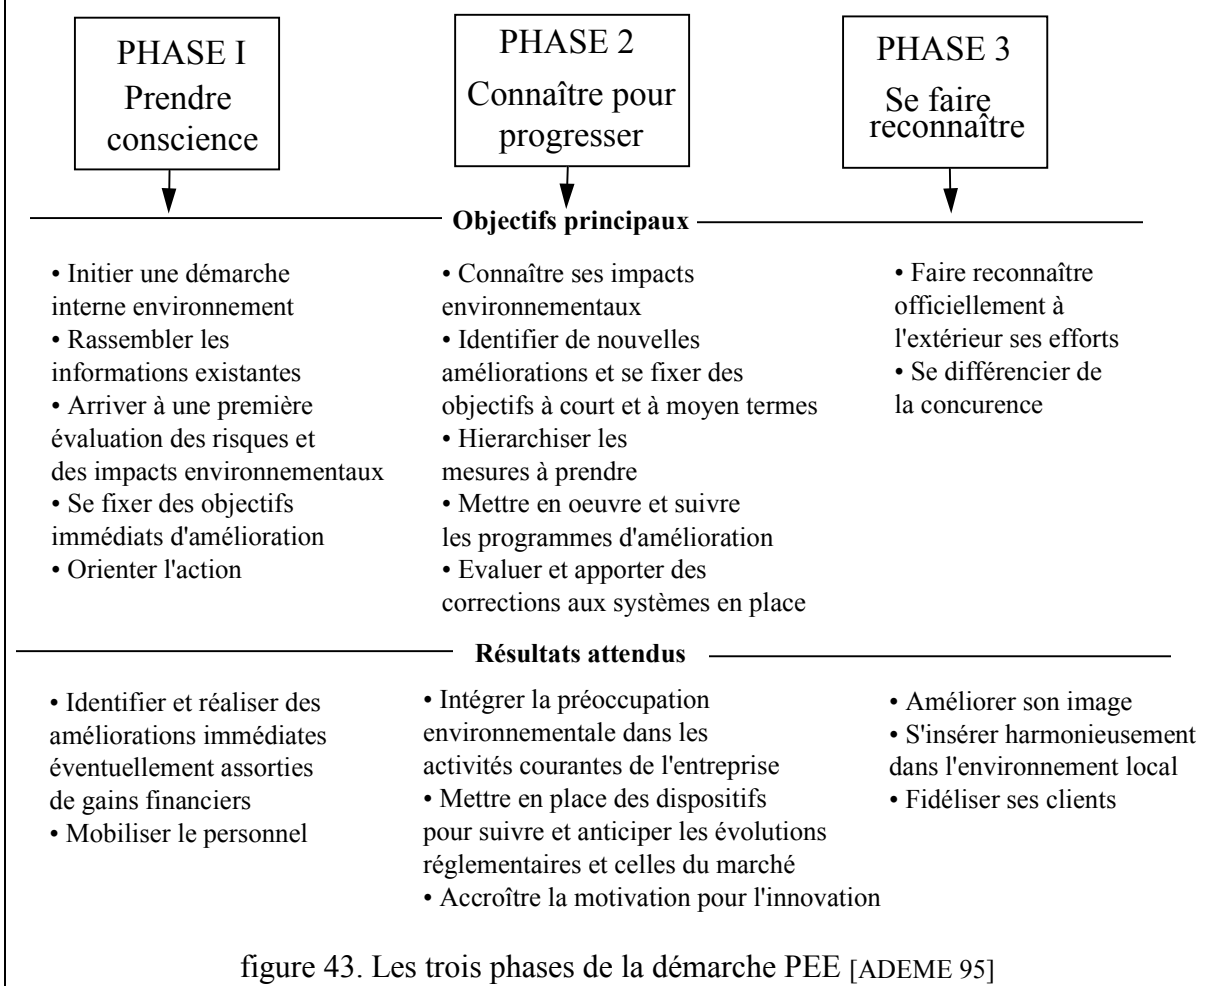 PHASE I
Prendre
conscience
PHASE 2
Connaître pour
progresser
PHASE 3
Se faire
reconnaître
Objectifs principaux
• Initier une démarche
interne environnement
• Rassembler les
informations existantes
• Arriver à une première
évaluation des risques et
des impacts environnementaux
• Se fixer des objectifs
immédiats d'amélioration
• Orienter l'action
• Connaître ses impacts
environnementaux
• Identifier de nouvelles
améliorations et se fixer des
objectifs à court et à moyen termes
• Hierarchiser les
mesures à prendre
• Mettre en oeuvre et suivre
les programmes d'amélioration
• Evaluer et apporter des
corrections aux systèmes en place
• Faire reconnaître
officiellement à
l'extérieur ses efforts
• Se différencier de
la concurence
Résultats attendus
• Identifier et réaliser des
améliorations immédiates
éventuellement assorties
de gains financiers
• Mobiliser le personnel
• Intégrer la préoccupation
environnementale dans les
activités courantes de l'entreprise
• Mettre en place des dispositifs
pour suivre et anticiper les évolutions
réglementaires et celles du marché
• Accroître la motivation pour l'innovation
• Améliorer son image
• S'insérer harmonieusement
dans l'environnement local
• Fidéliser ses clients
figure 43. Les trois phases de la démarche PEE [ADEME 95]